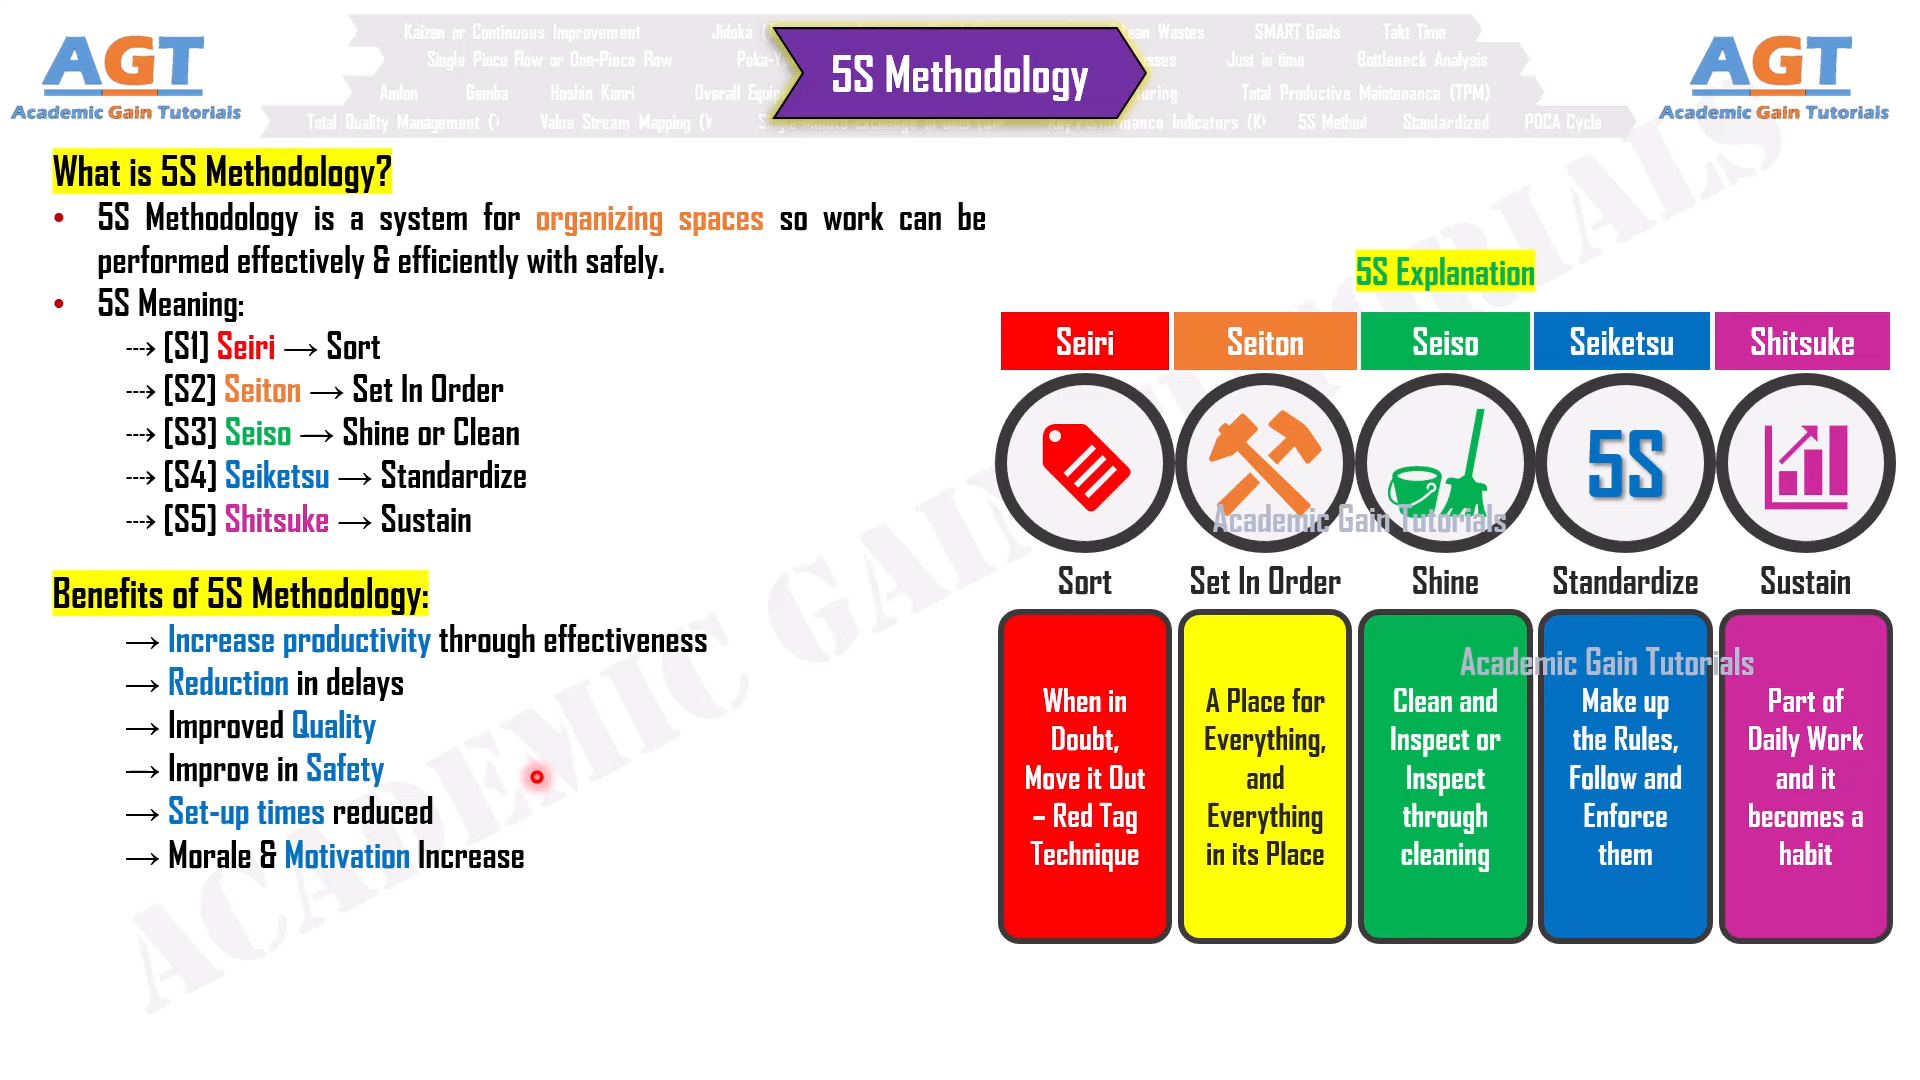 AGT
Academic Gain Tutorials
Kaizen or Continuous Improvement
Jidoka
Wastes
SMART Goals
Takt Time
Single Piece Flow or One-Piece Flow
Just in time
Bottleneck Analysis
Andon
Gemba
Hoshin Kanri
Overall
Total Productive Maintenance (TPM)
Total Quality Management
Value Stream Mapping
Indicators
5S
Standardized
PDCA Cycle
5S Methodology
AGT
Academic Gain Tutorials
What is 5S Methodology?
• 5S Methodology is a system for organizing spaces so work can be
performed effectively & efficiently with safely.
• 5S Meaning:
⤏ [S1] Seiri → Sort
⤏ [S2] Seiton → Set In Order
⤏ [S3] Seiso → Shine or Clean
⤏ [S4] Seiketsu → Standardize
⤏ [S5] Shitsuke → Sustain
Benefits of 5S Methodology:
→ Increase productivity through effectiveness
→ Reduction in delays
→ Improved Quality
→ Improve in Safety
→ Set-up times reduced
→ Morale & Motivation Increase
5S Explanation
Seiri
Seiton
Seiso
Seiketsu
Shitsuke
5S
Academic Gain Tutorials
Sort
Set In Order
Shine
Standardize
Sustain
When in
Doubt,
Move it Out
– Red Tag
Technique
A Place for
Everything,
and
Everything
in its Place
Clean and
Inspect or
Inspect
through
cleaning
Academic Gain Tutorials
Make up
the Rules,
Follow and
Enforce
them
Part of
Daily Work
and it
becomes a
habit
ACADEMIC GAIN TUTORIALS